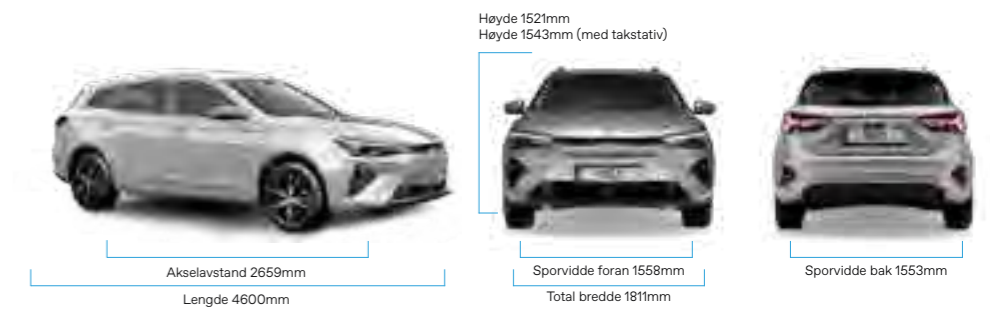 Høyde 1521mm
Høyde 1543mm (med takstativ)
Akselavstand 2659mm
Lengde 4600mm
Sporvidde foran 1558mm
Total bredde 1811mm
Sporvidde bak 1553mm